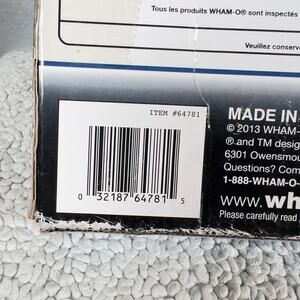 Tous les produits WHAM-O® sont inspectés
Veuillez conserve
ITEM #64781
0 32187 64781 5
MADE IN
© 2013 WHAM-
®.and TM desig
6301 Owensmou
Questions? Com
1-888-WHAM-O-
www.wh
Please carefully read